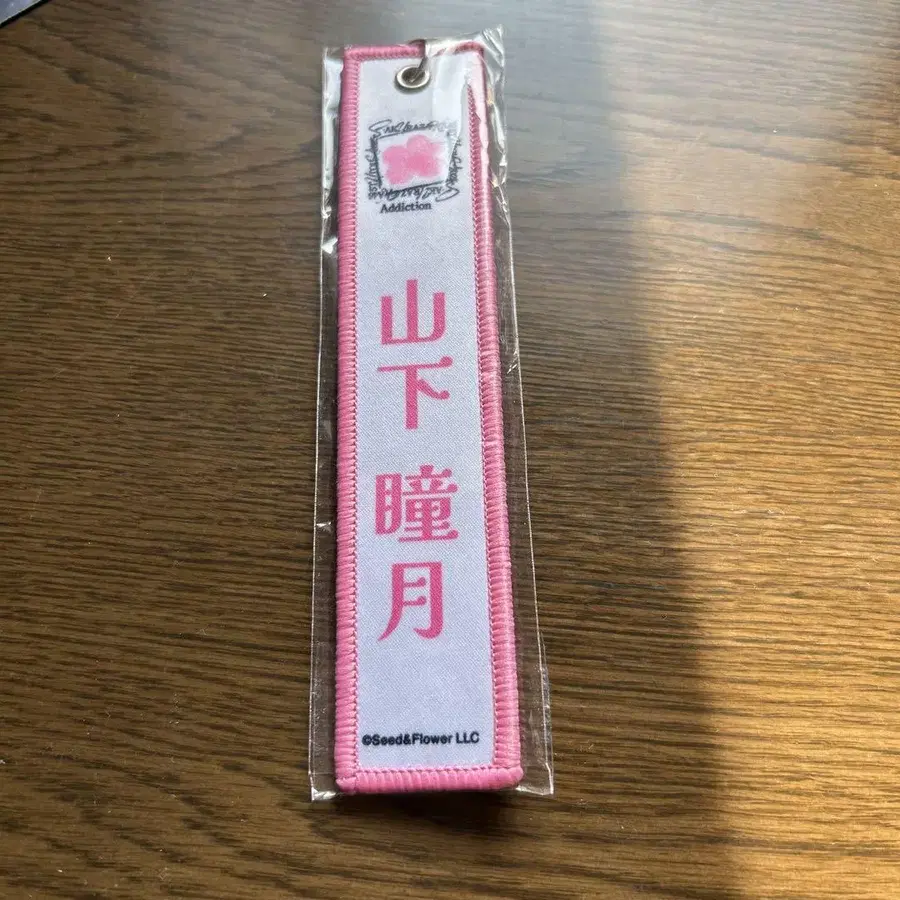 Addiction
山下
瞳月
©Seed&Flower LLC